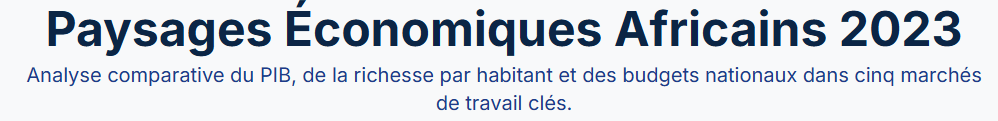 Paysages Économiques Africains 2023
Analyse comparative du PIB, de la richesse par habitant et des budgets nationaux dans cinq marchés
de travail clés.